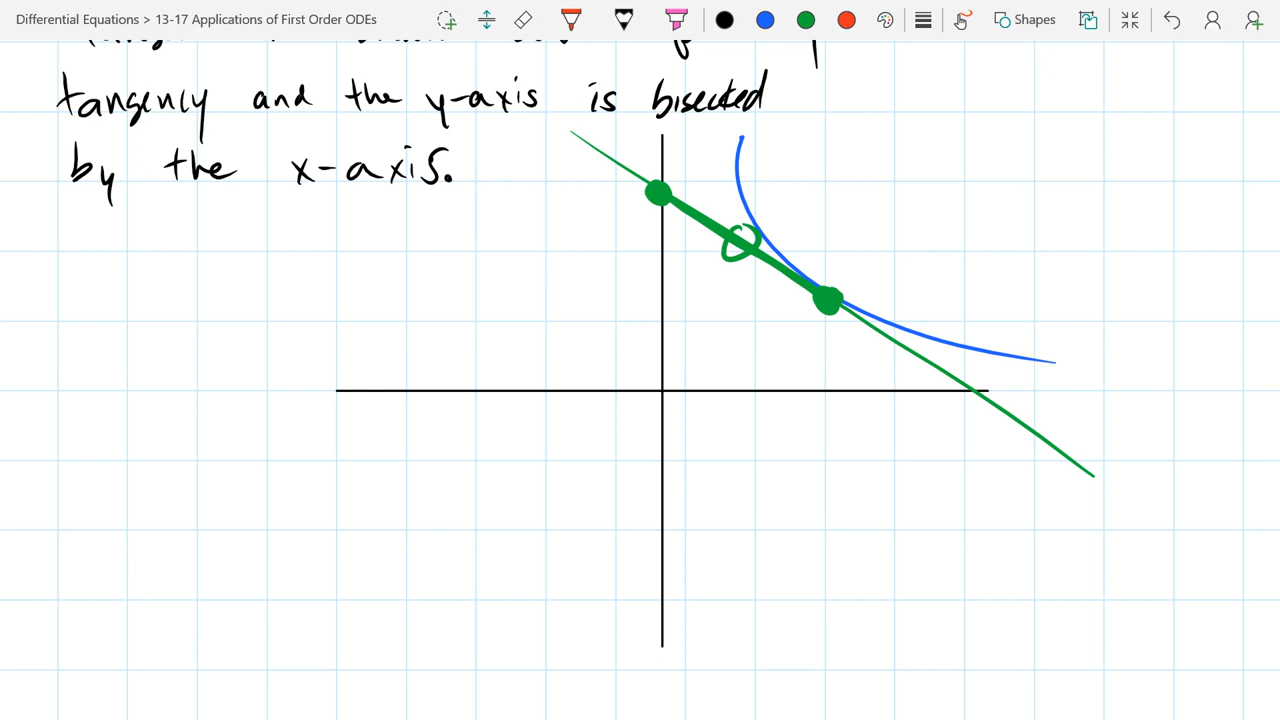 Differential Equations > 13-17 Applications of First Order ODEs
Shapes
tangency and the y-axis is bisected
by the x-axis.